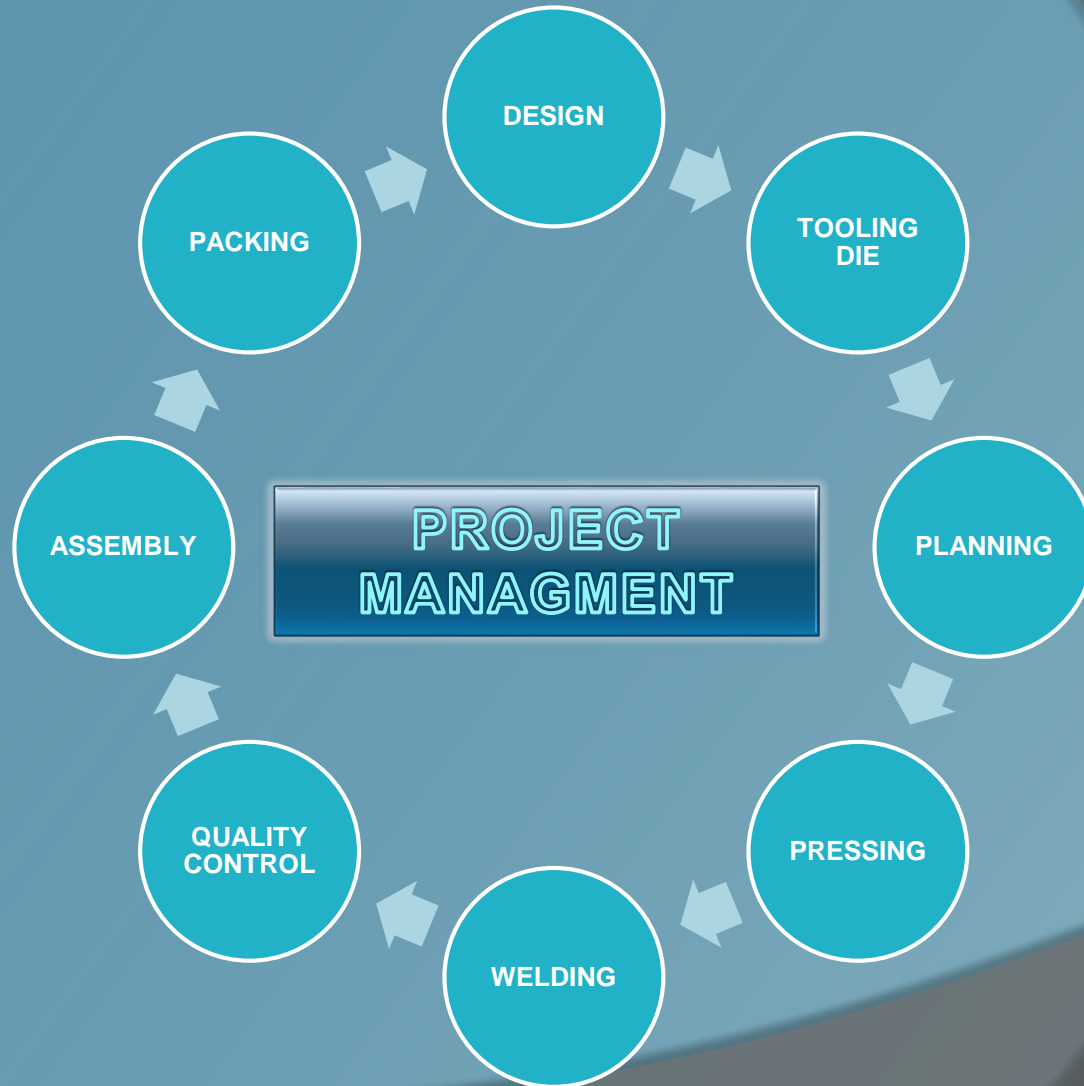 DESIGN
TOOLING
DIE
PLANNING
PRESSING
WELDING
QUALITY
CONTROL
ASSEMBLY
PACKING
PROJECT
MANAGMENT